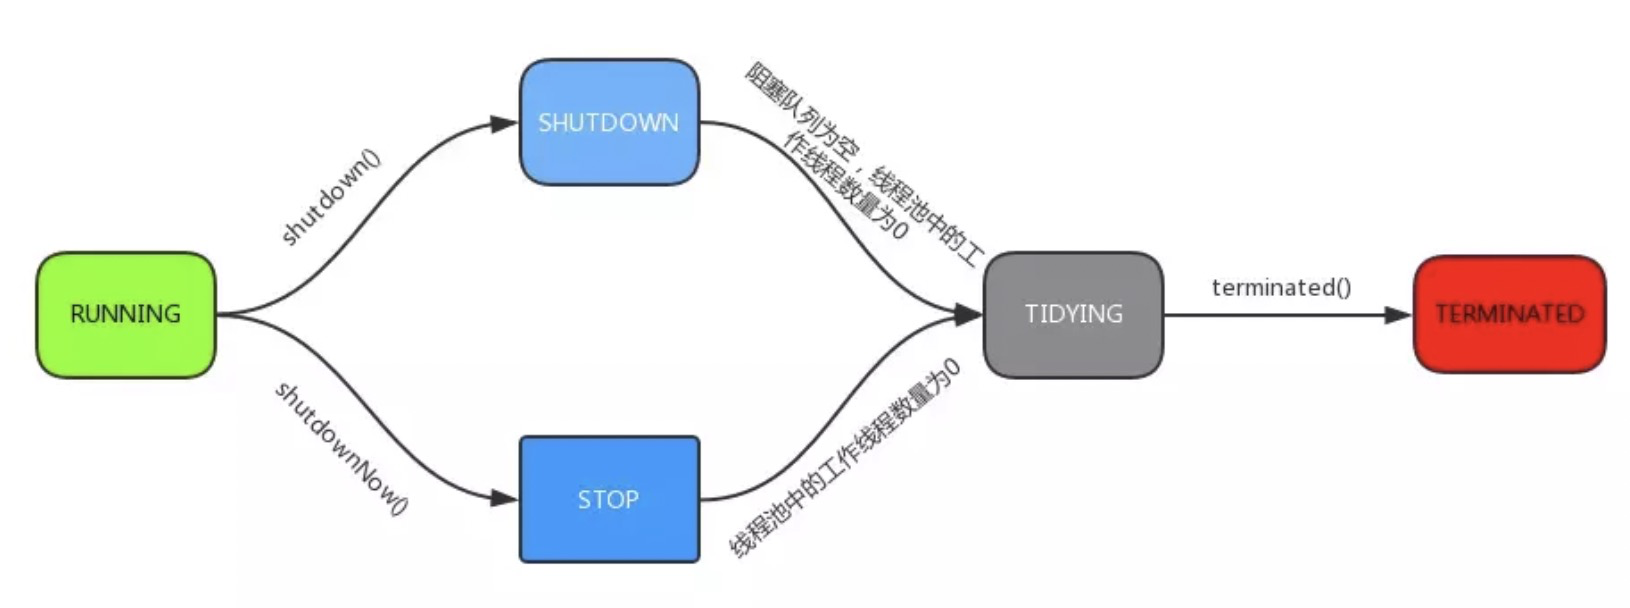 SHUTDOWN
阻塞队列为空，线程池中的工
作线程数量为0
shutdown()
RUNNING
TIDYING
terminated()
TERMINATED
shutdownNow()
STOP
线程池中的工作线程数量为0